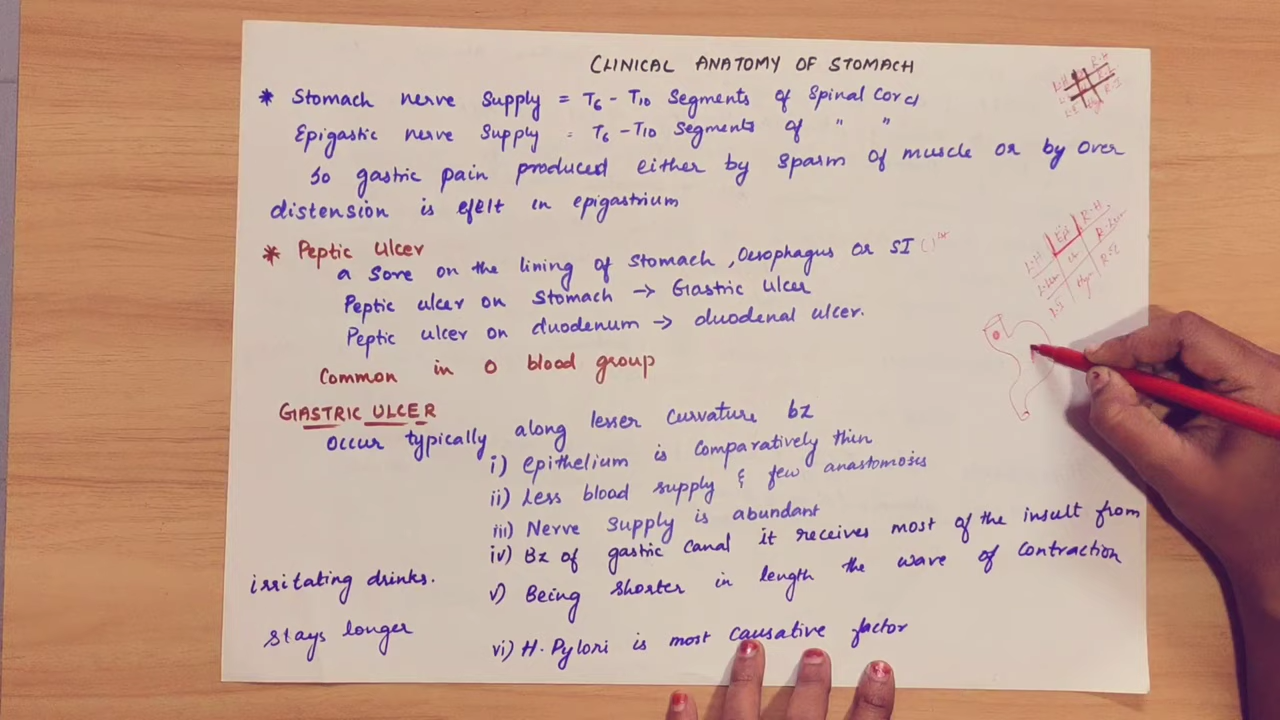 CLINICAL ANATOMY OF STOMACH
* Stomach nerve supply = T6 - T10 segments of spinal cord
Epigastic nerve supply = T6 - T10 segments of " "
So gastric pain produced either by spasm of muscle or by over
distension is felt in epigastrium
* Peptic ulcer
a sore on the lining of stomach, Oesophagus or SI
Peptic ulcer on stomach → Gastric ulcer
Peptic ulcer on duodenum → duodenal ulcer.
Common in O blood group
GASTRIC ULCER
Occur typically along lesser curvature bz
i) epithelium is comparatively thin
ii) Less blood supply & few anastomosis
iii) Nerve supply is abundant
iv) Bz of gastric canal it receives most of the insult from
irritating drinks.
v) Being shorter in length the wave of contraction
stays longer
vi) H. Pylori is most causative factor
L.H R.H
L.H Epi R.H